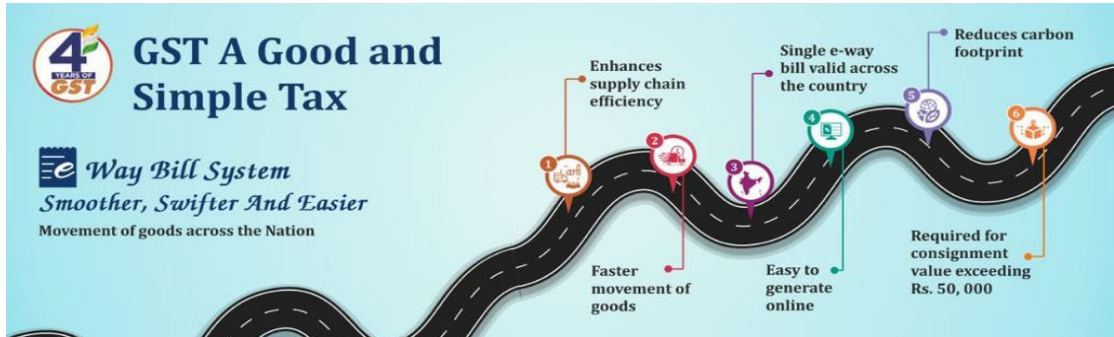 4
YEARS OF
GST
GST A Good and
Simple Tax
e Way Bill System
Smoother, Swifter And Easier
Movement of goods across the Nation
1
Enhances
supply chain
efficiency
2
Faster
movement of
goods
3
Single e-way
bill valid across
the country
4
Easy to
generate
online
5
Reduces carbon
footprint
6
Required for
consignment
value exceeding
Rs. 50, 000